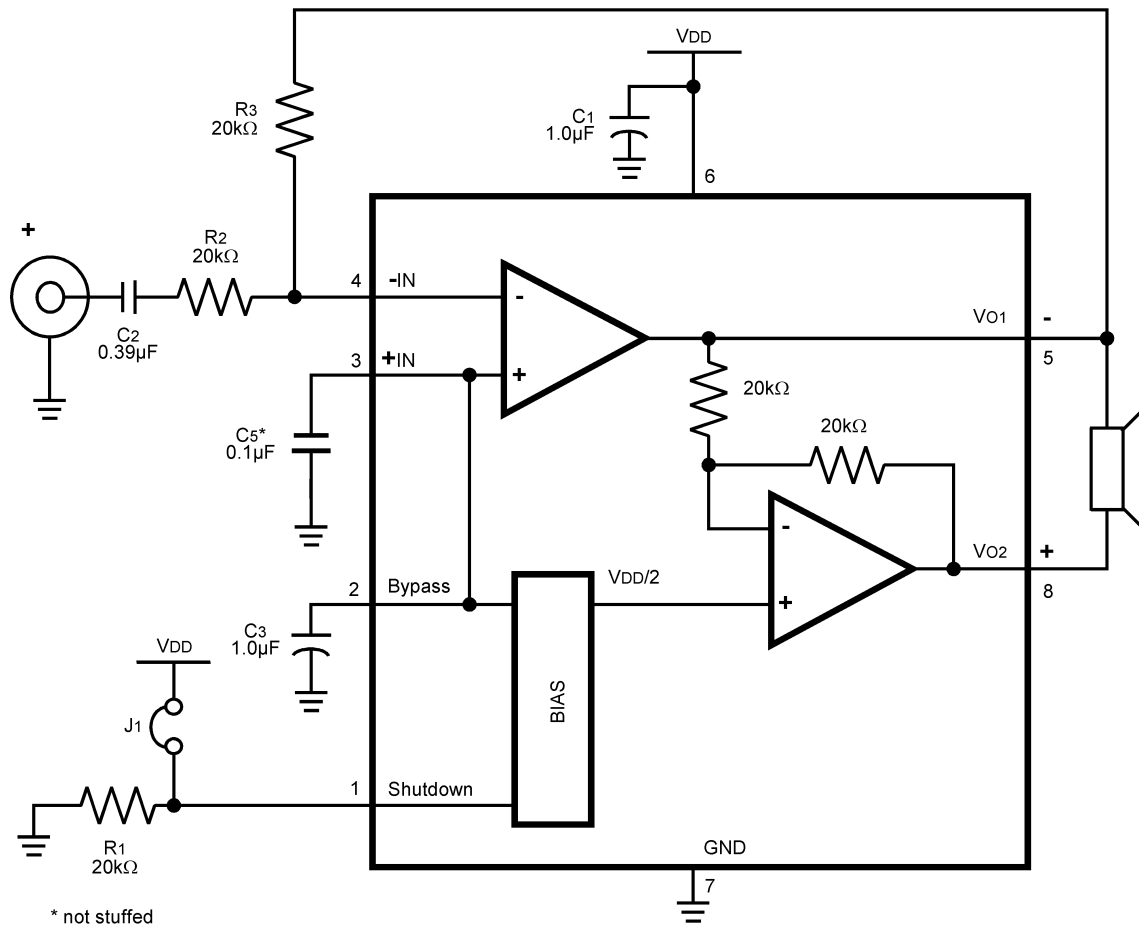 VDD
R3
20kΩ
C1
1.0µF
6
+
R2
20kΩ
4
-IN
-
C2
0.39µF
3
+IN
+
VO1
-
5
20kΩ
20kΩ
C5*
0.1µF
-
VO2
+
8
2
Bypass
VDD/2
+
C3
1.0µF
VDD
J1
BIAS
1
Shutdown
R1
20kΩ
GND
7
* not stuffed